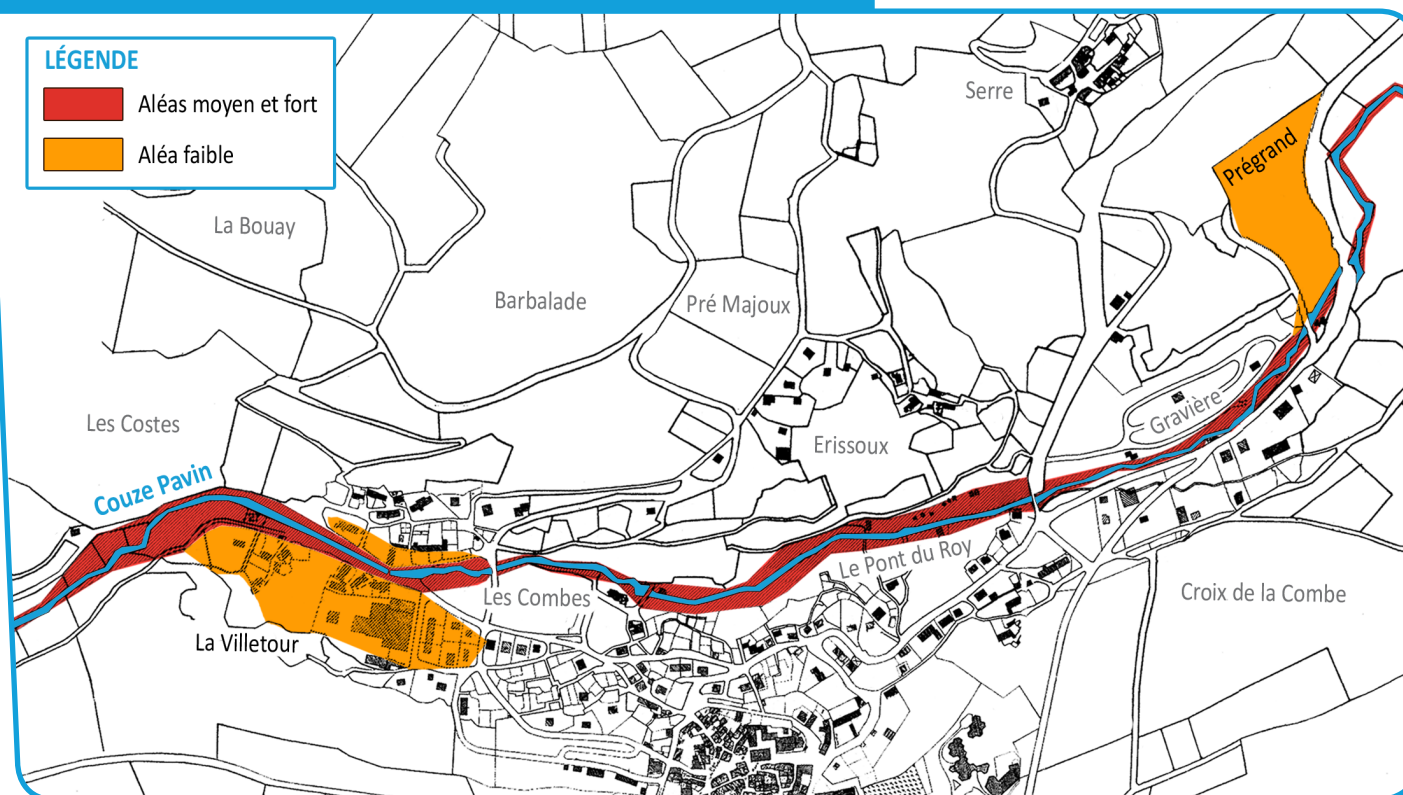 LÉGENDE
Aléas moyen et fort
Aléa faible
Serre
Prégrand
La Bouay
Barbalade
Pré Majoux
Les Costes
Gravière
Erissoux
Couze Pavin
Le Pont du Roy
Les Combes
Croix de la Combe
La Villetour